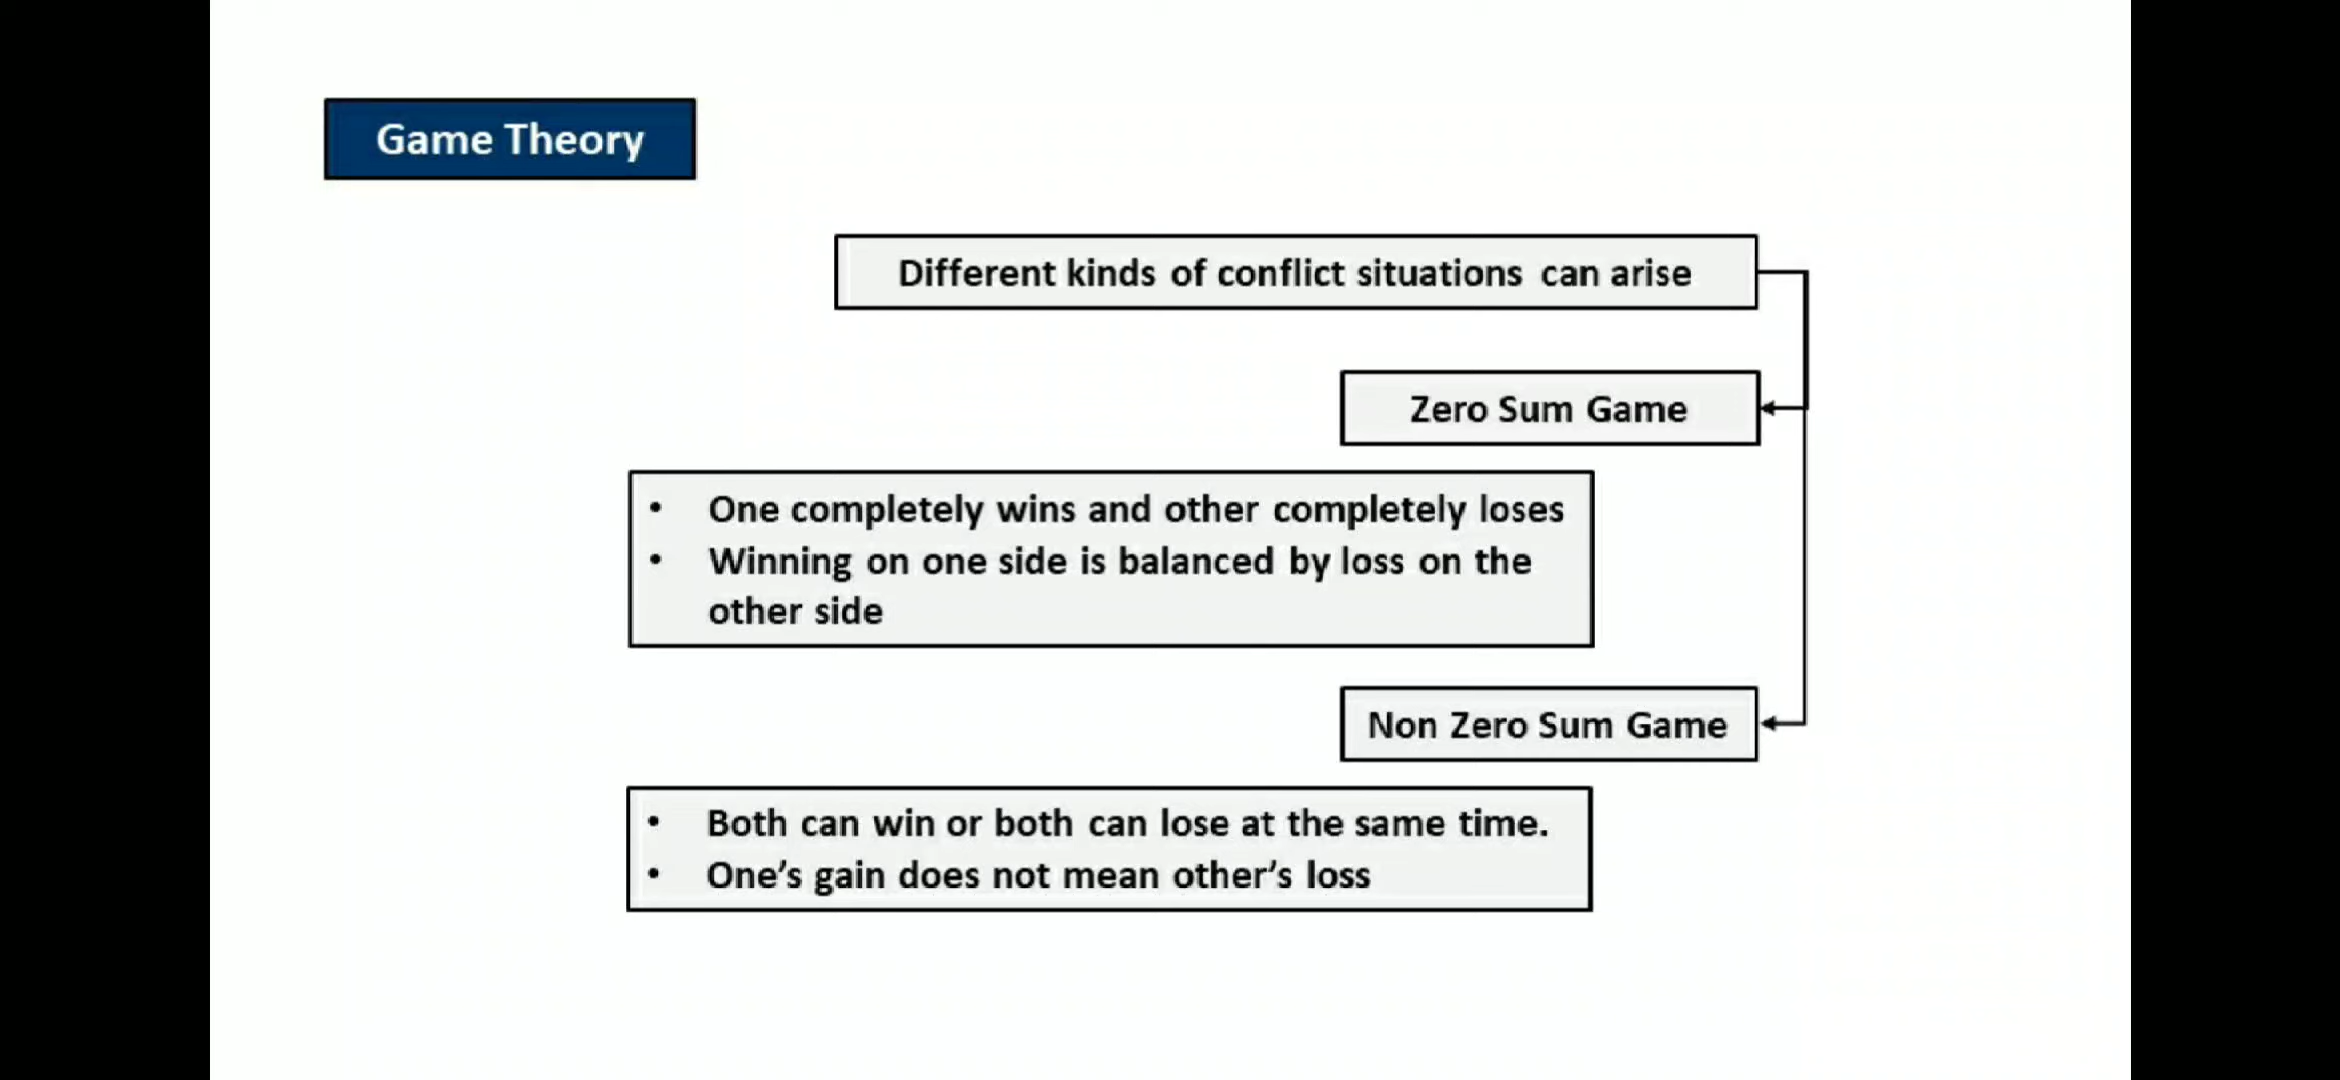 Game Theory
Different kinds of conflict situations can arise
Zero Sum Game
• One completely wins and other completely loses
• Winning on one side is balanced by loss on the
other side
Non Zero Sum Game
• Both can win or both can lose at the same time.
• One’s gain does not mean other’s loss